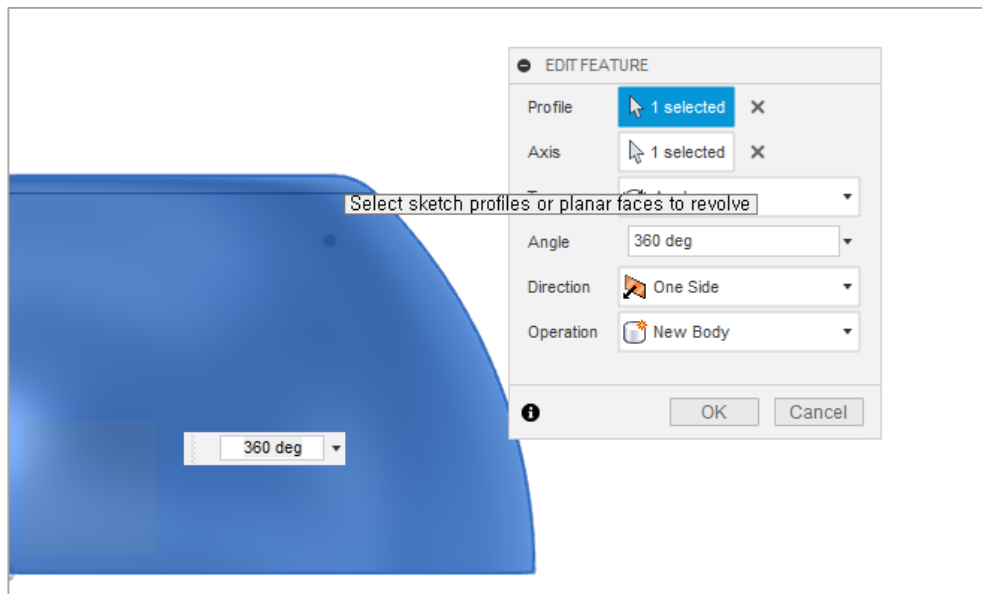 EDIT FEATURE
Profile 1 selected
Axis 1 selected
Select sketch profiles or planar faces to revolve
Angle 360 deg
Direction One Side
Operation New Body
OK Cancel
360 deg